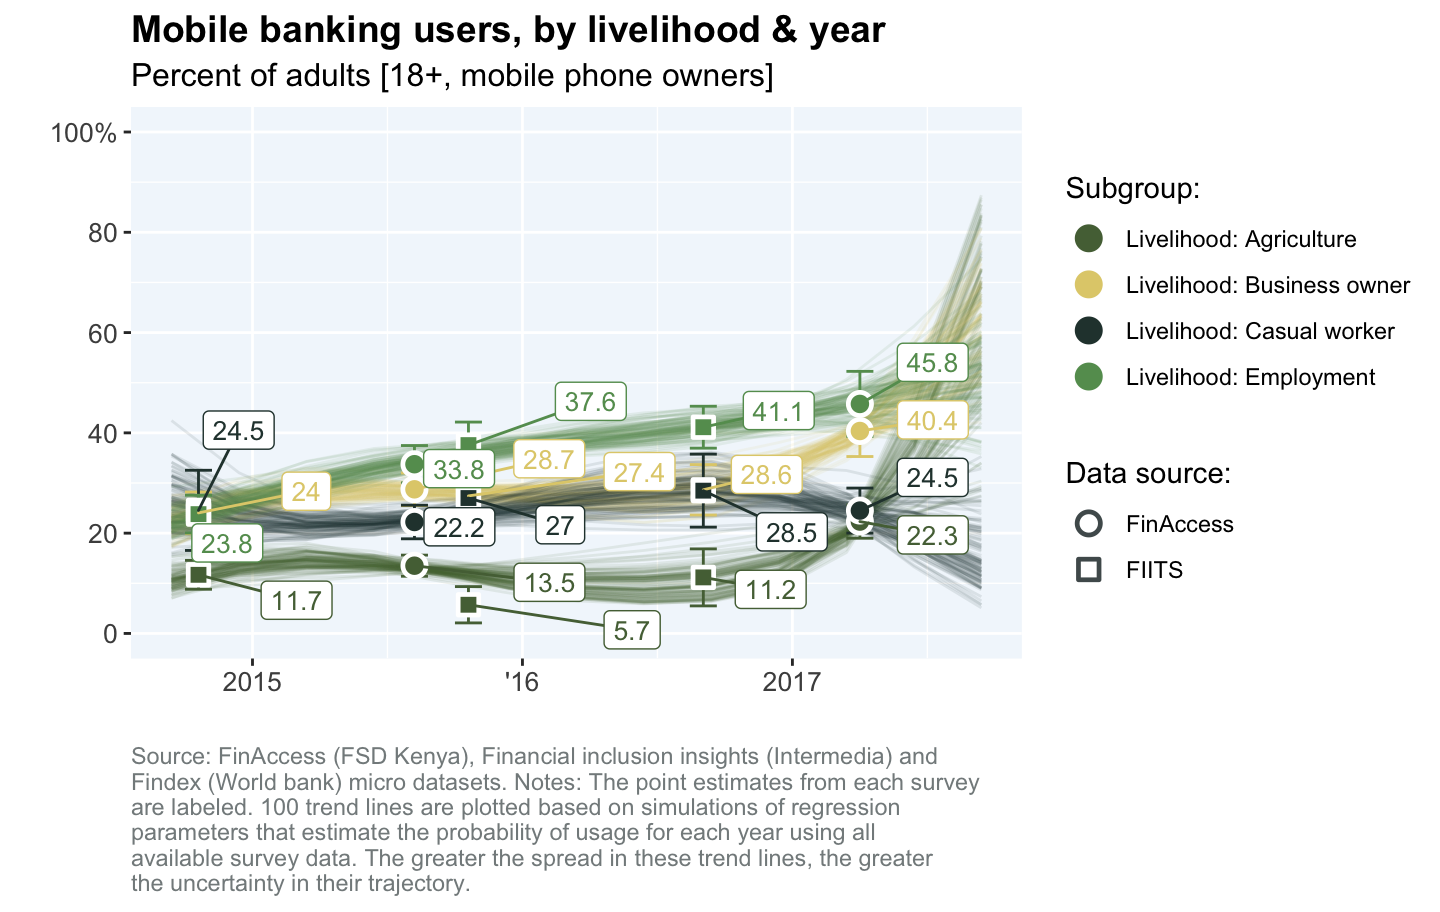 Mobile banking users, by livelihood & year
Percent of adults [18+, mobile phone owners]
100%
80
60
40
20
0
24.5
24
23.8
11.7
33.8
22.2
37.6
28.7
27.4
27
13.5
5.7
41.1
28.6
28.5
11.2
45.8
40.4
24.5
22.3
2015
'16
2017
Subgroup:
Livelihood: Agriculture
Livelihood: Business owner
Livelihood: Casual worker
Livelihood: Employment
Data source:
FinAccess
FIITS
Source: FinAccess (FSD Kenya), Financial inclusion insights (Intermedia) and
Findex (World bank) micro datasets. Notes: The point estimates from each survey
are labeled. 100 trend lines are plotted based on simulations of regression
parameters that estimate the probability of usage for each year using all
available survey data. The greater the spread in these trend lines, the greater
the uncertainty in their trajectory.